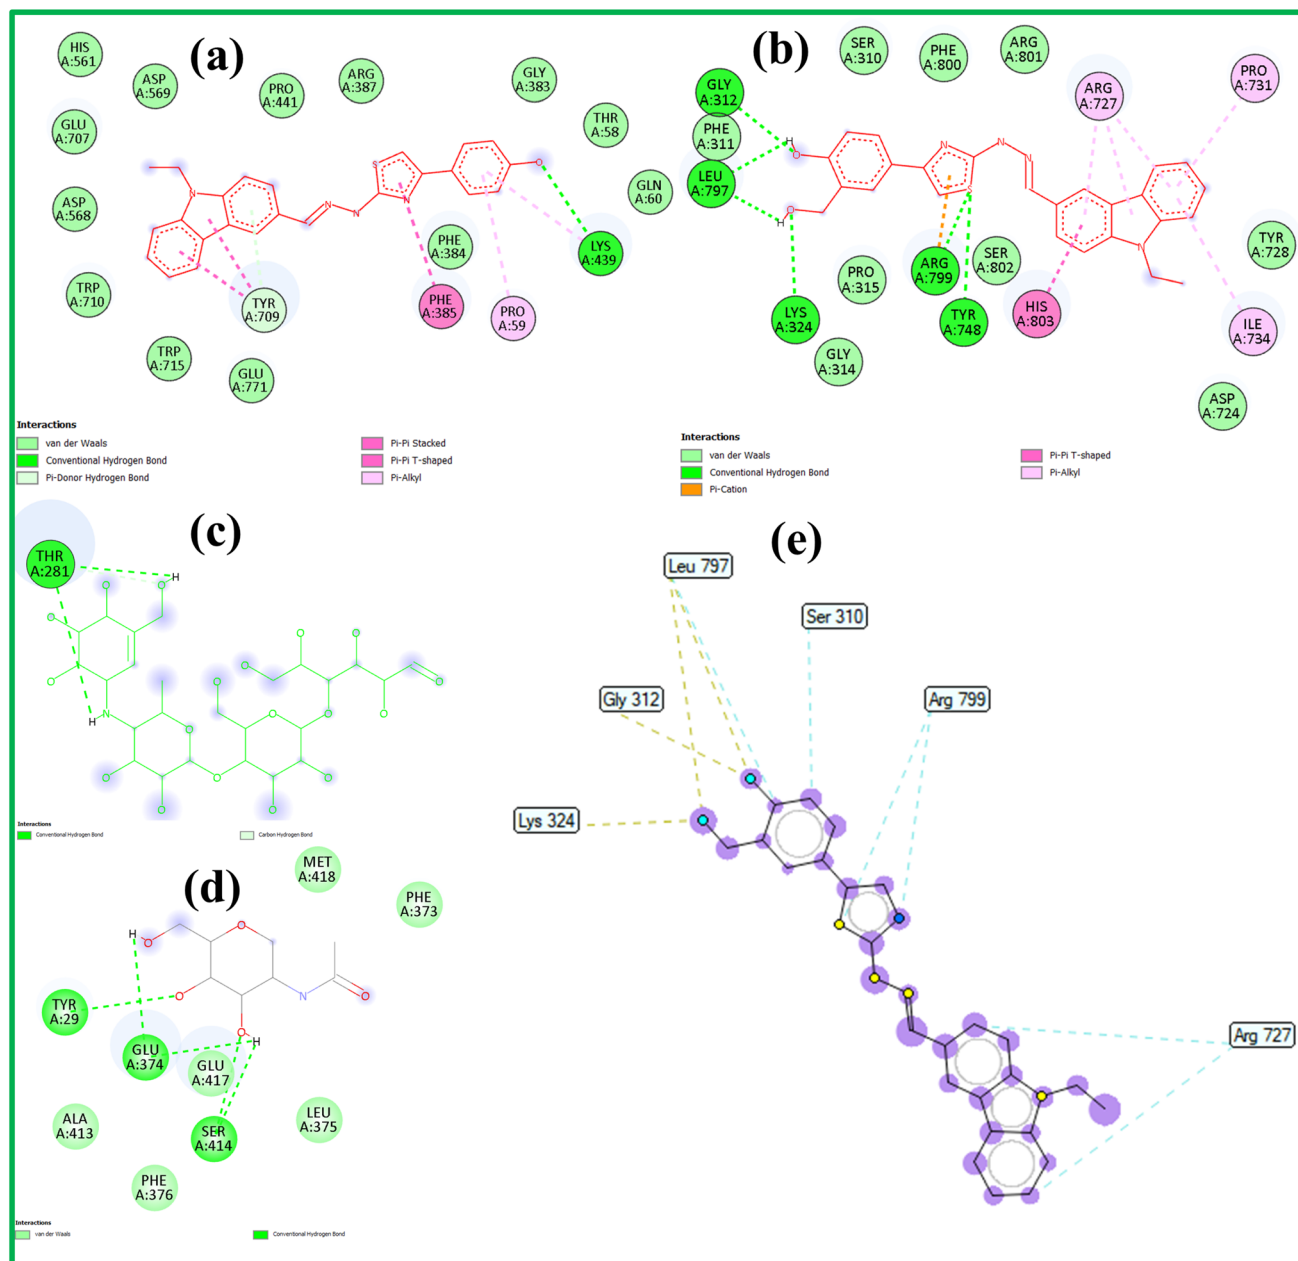 (a)
HIS
A:561
ASP
A:569
PRO
A:441
ARG
A:387
GLY
A:383
GLU
A:707
THR
A:58
GLN
A:60
ASP
A:568
PHE
A:384
LYS
A:439
TRP
A:710
TYR
A:709
PHE
A:385
PRO
A:59
TRP
A:715
GLU
A:771
S
N
N
N
N
O
Interactions
van der Waals
Conventional Hydrogen Bond
Pi-Donor Hydrogen Bond
Pi-Pi Stacked
Pi-Pi T-shaped
Pi-Alkyl
(b)
SER
A:310
PHE
A:800
ARG
A:801
GLY
A:312
ARG
A:727
PRO
A:731
PHE
A:311
LEU
A:797
H
O
O
H
N
S
N
N
N
TYR
A:728
PRO
A:315
ARG
A:799
SER
A:802
LYS
A:324
TYR
A:748
HIS
A:803
ILE
A:734
GLY
A:314
ASP
A:724
Interactions
van der Waals
Conventional Hydrogen Bond
Pi-Cation
Pi-Pi T-shaped
Pi-Alkyl
(c)
THR
A:281
H
O
O
O
O
O
O
O
O
O
O
O
N
H
O
O
O
O
O
O
O
O
Interactions
Conventional Hydrogen Bond
Carbon Hydrogen Bond
(d)
MET
A:418
PHE
A:373
H
O
O
O
N
O
O
H
TYR
A:29
GLU
A:374
GLU
A:417
ALA
A:413
SER
A:414
LEU
A:375
PHE
A:376
Interactions
van der Waals
Conventional Hydrogen Bond
(e)
Leu 797
Ser 310
Gly 312
Arg 799
Lys 324
Arg 727